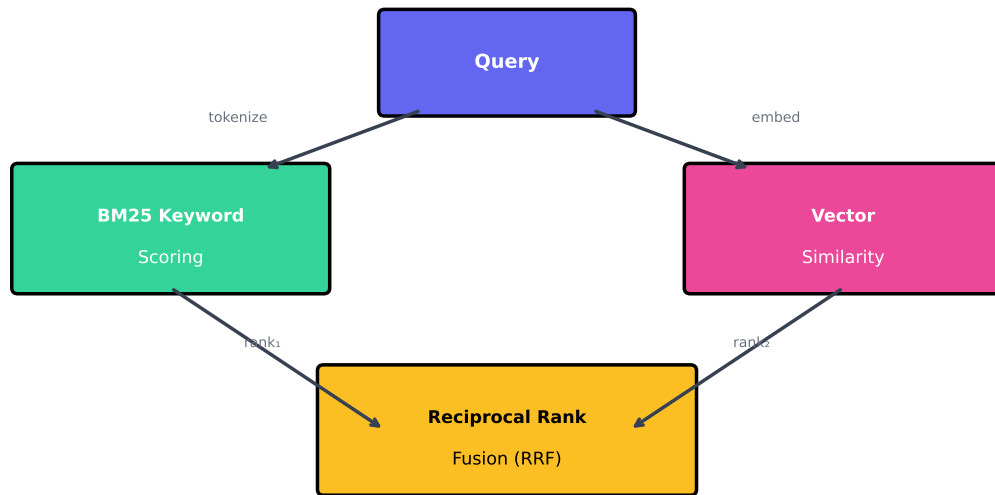 Query
tokenize
embed
BM25 Keyword
Scoring
Vector
Similarity
rank₁
rank₂
Reciprocal Rank
Fusion (RRF)